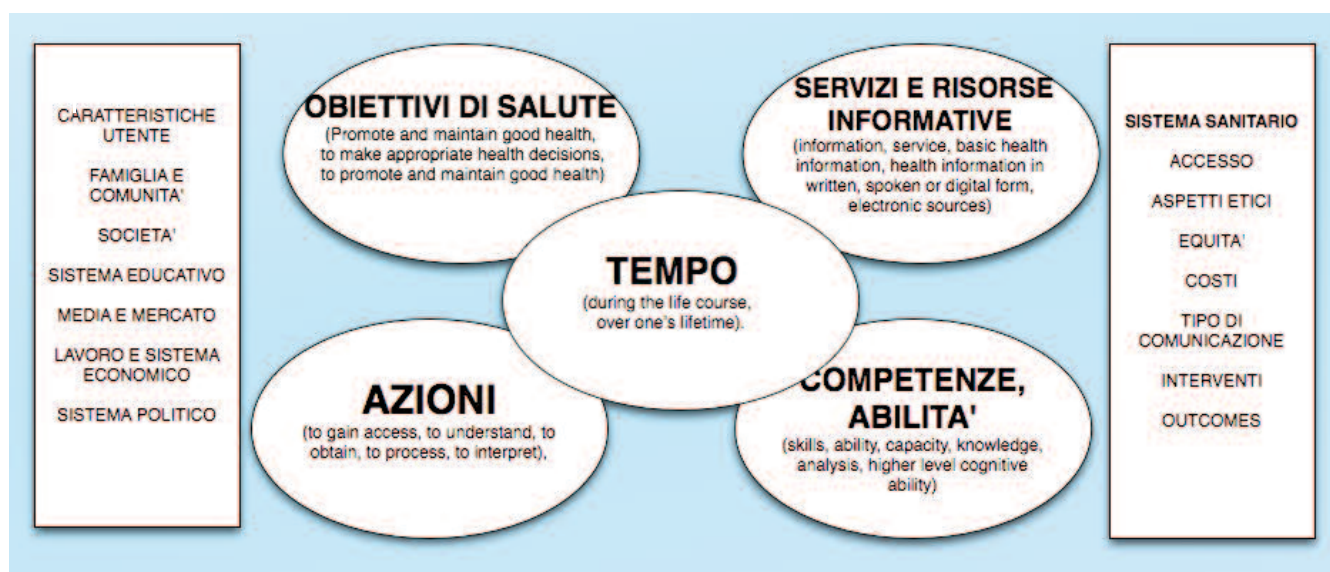 CARATTERISTICHE
UTENTE
FAMIGLIA E
COMUNITA'
SOCIETA'
SISTEMA EDUCATIVO
MEDIA E MERCATO
LAVORO E SISTEMA
ECONOMICO
SISTEMA POLITICO
OBIETTIVI DI SALUTE
(Promote and maintain good health,
to make appropriate health decisions,
to promote and maintain good health)
SERVIZI E RISORSE
INFORMATIVE
(information, service, basic health
information, health information in
written, spoken or digital form,
electronic sources)
TEMPO
(during the life course,
over one's lifetime).
AZIONI
(to gain access, to understand, to
obtain, to process, to interpret),
COMPETENZE,
ABILITA'
(skills, ability, capacity, knowledge,
analysis, higher level cognitive
ability)
SISTEMA SANITARIO
ACCESSO
ASPETTI ETICI
EQUITA'
COSTI
TIPO DI
COMUNICAZIONE
INTERVENTI
OUTCOMES